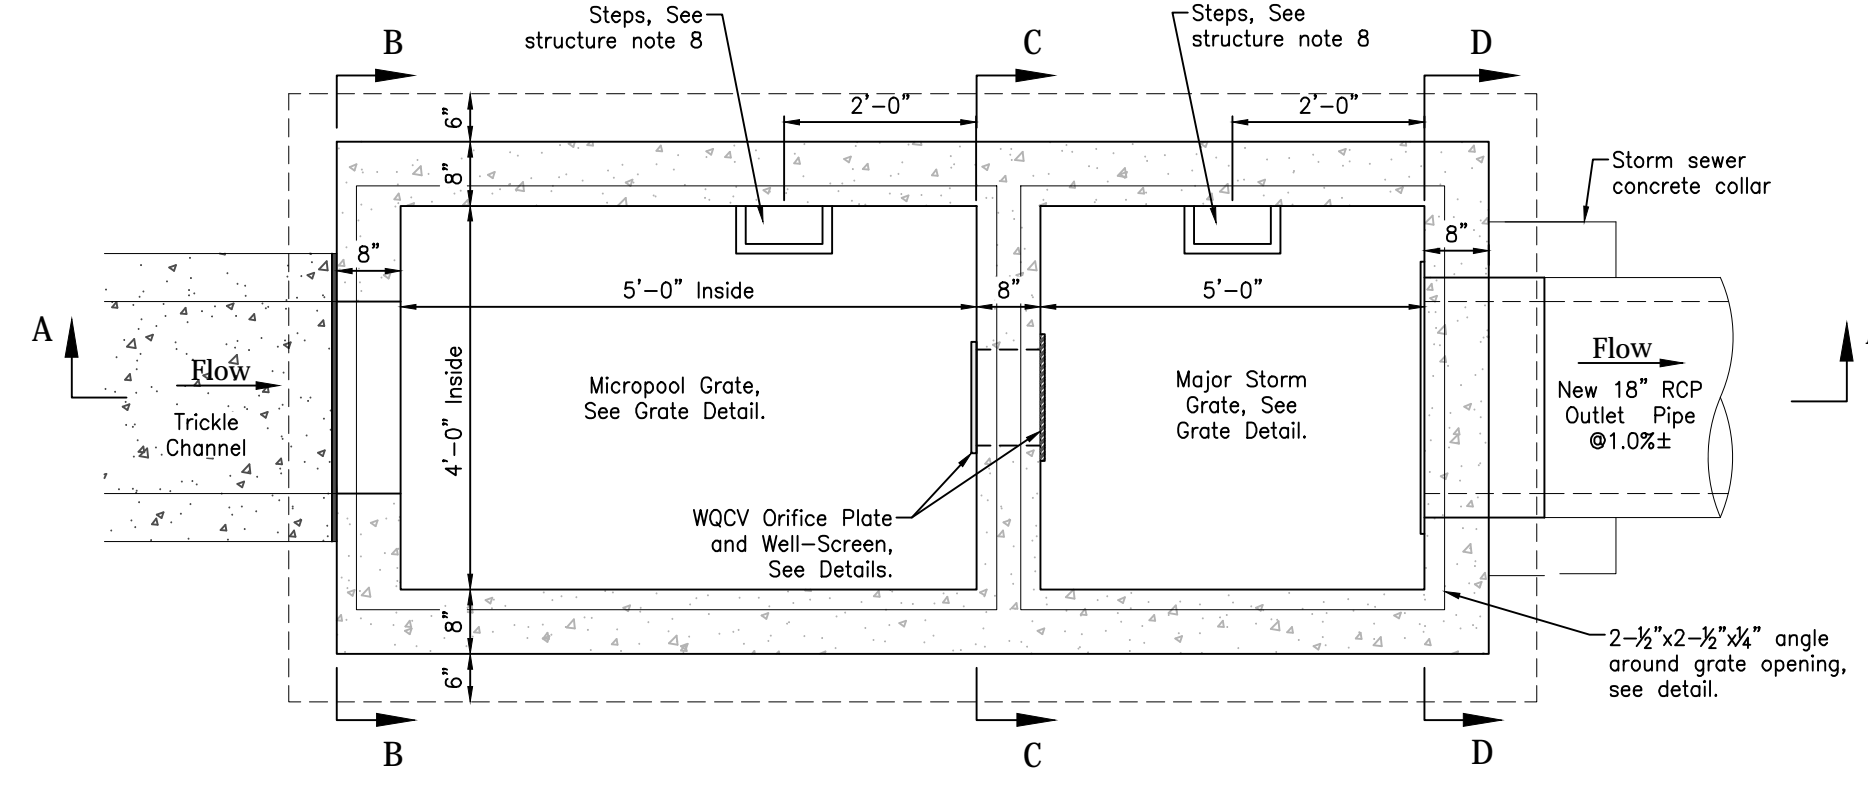 Steps, See
structure note 8
Steps, See
structure note 8
B
C
D
2'-0"
2'-0"
6"
8"
Storm sewer
concrete collar
8"
8"
5'-0" Inside
8"
5'-0"
A
Flow
Trickle
Channel
4'-0" Inside
Micropool Grate,
See Grate Detail.
Major Storm
Grate, See
Grate Detail.
Flow
New 18" RCP
Outlet Pipe
@1.0%±
WQCV Orifice Plate
and Well-Screen,
See Details.
8"
6"
2-½"x2-½"x¼" angle
around grate opening,
see detail.
B
C
D